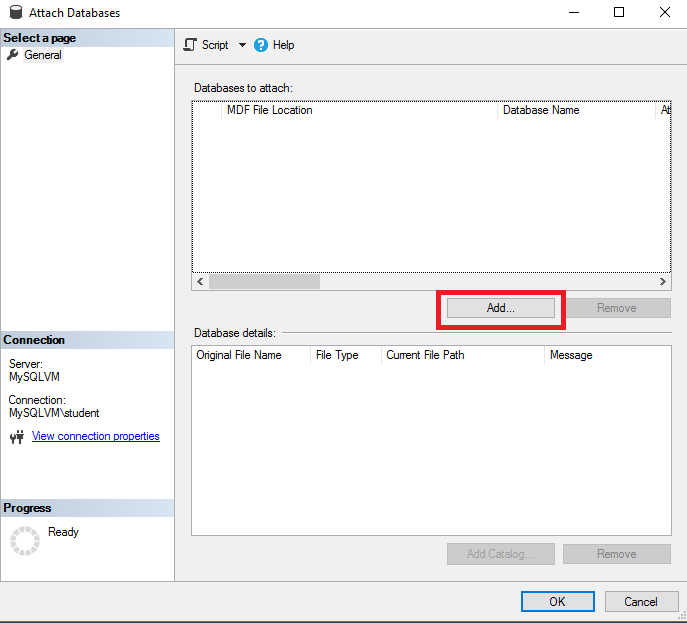 Attach Databases
Select a page
General
Script
Help
Databases to attach:
MDF File Location
Database Name
Add...
Remove
Database details:
Original File Name
File Type
Current File Path
Message
Connection
Server:
MySQLVM
Connection:
MySQLVM\student
View connection properties
Progress
Ready
Add Catalog...
Remove
OK
Cancel